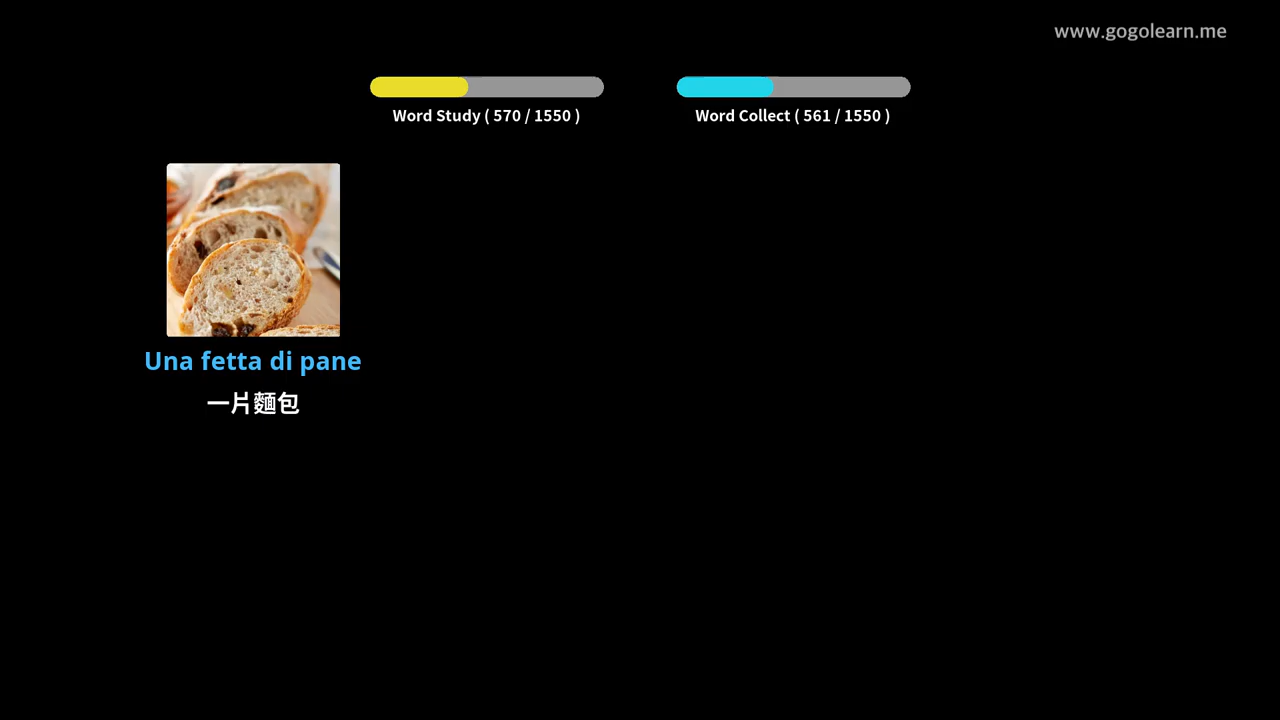 www.gogolearn.me
Word Study ( 570 / 1550 )
Word Collect ( 561 / 1550 )
Una fetta di pane
一片麵包